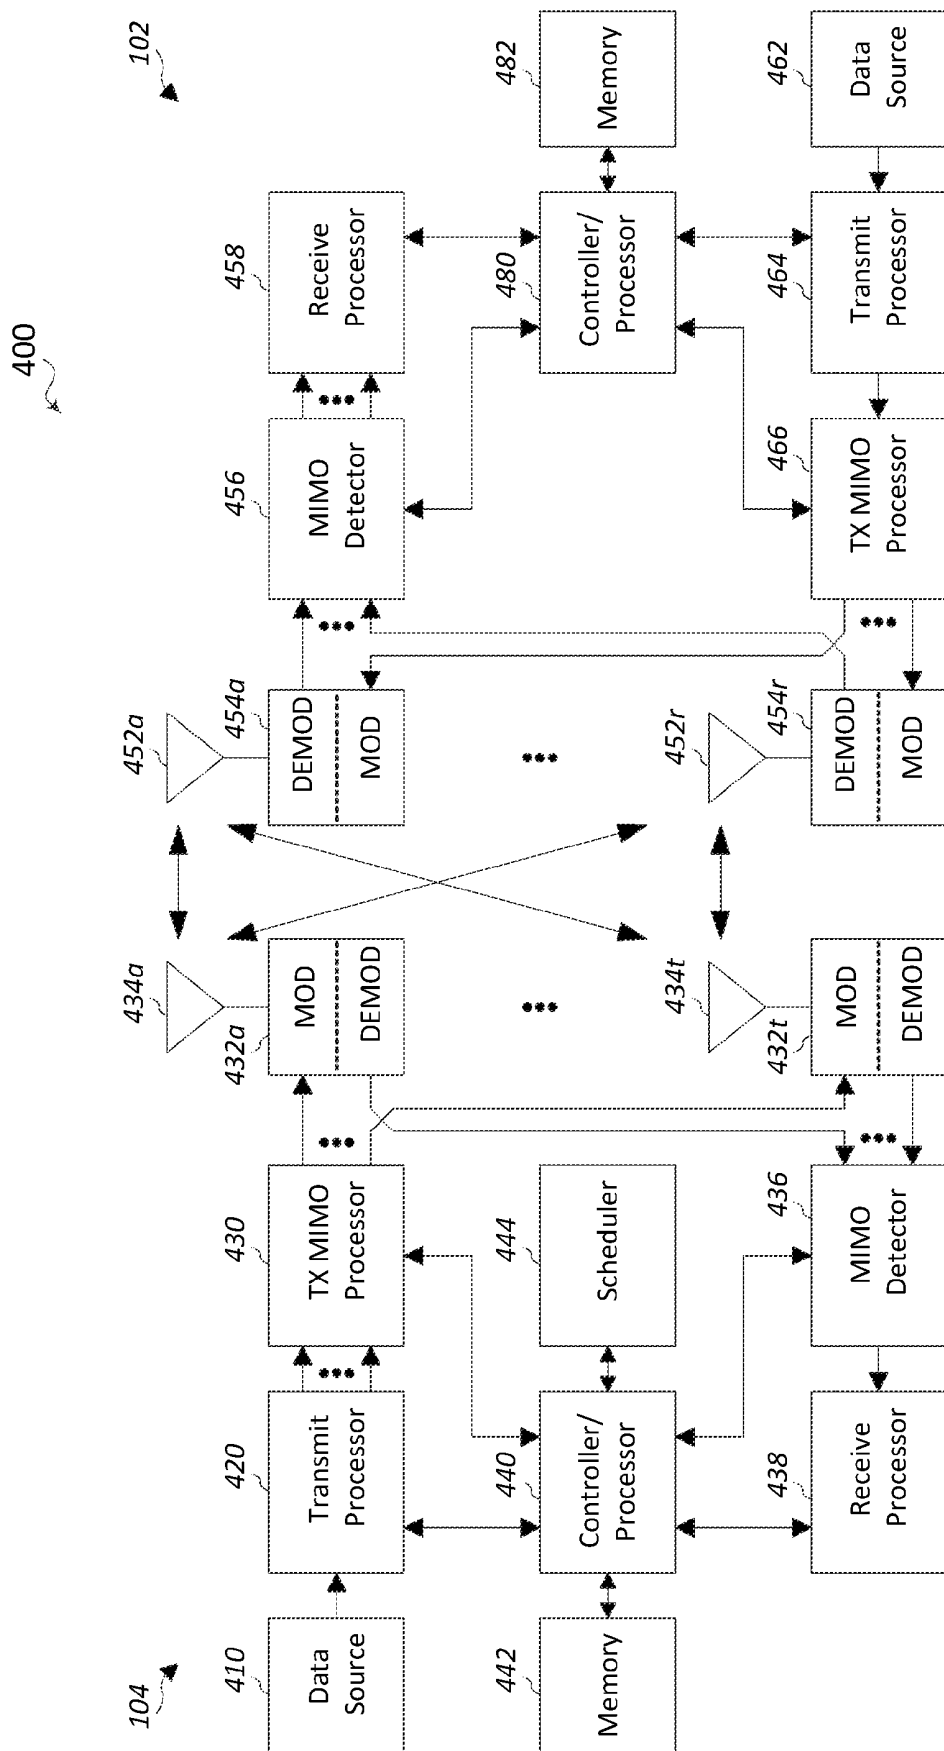 400
104
102
410
Data
Source
420
Transmit
Processor
430
TX MIMO
Processor
432a
MOD
DEMOD
434a
452a
454a
DEMOD
MOD
456
MIMO
Detector
458
Receive
Processor
442
Memory
440
Controller/
Processor
444
Scheduler
480
Controller/
Processor
482
Memory
438
Receive
Processor
436
MIMO
Detector
432t
MOD
DEMOD
434t
452r
454r
DEMOD
MOD
466
TX MIMO
Processor
464
Transmit
Processor
462
Data
Source